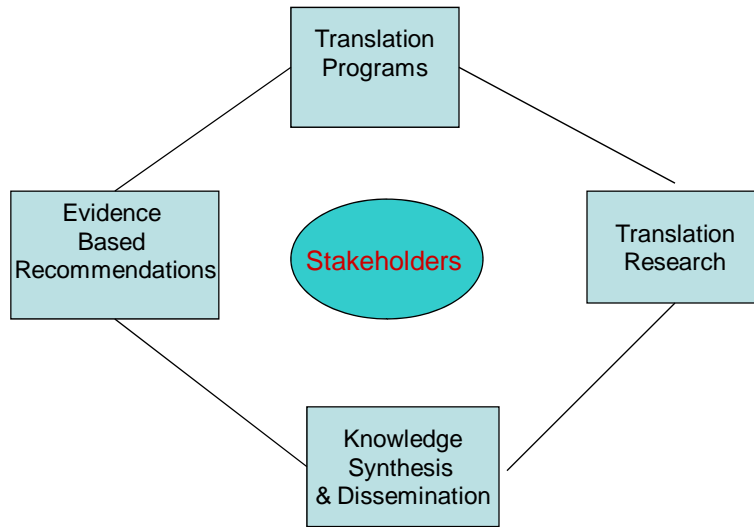 Translation
Programs
Evidence
Based
Recommendations
Stakeholders
Translation
Research
Knowledge
Synthesis
& Dissemination